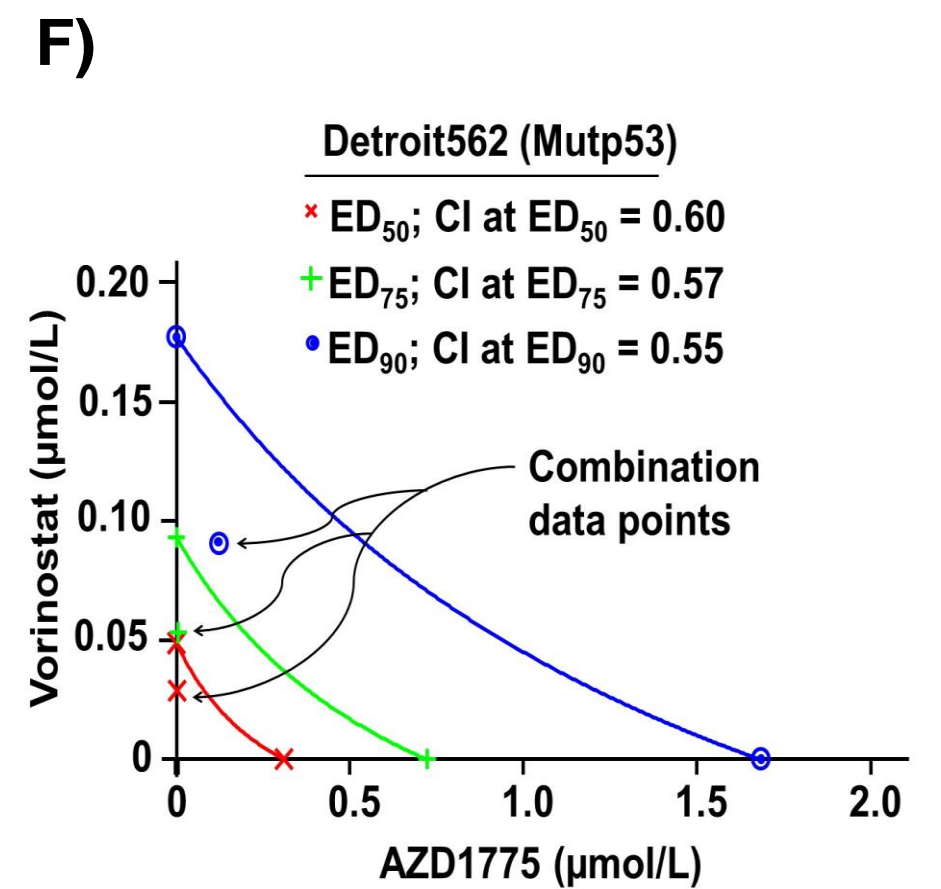 F)
Detroit562 (Mutp53)
ED50; CI at ED50 = 0.60
ED75; CI at ED75 = 0.57
ED90; CI at ED90 = 0.55
Combination
data points
Vorinostat (µmol/L)
0.20
0.15
0.10
0.05
0
0 0.5 1.0 1.5 2.0
AZD1775 (µmol/L)